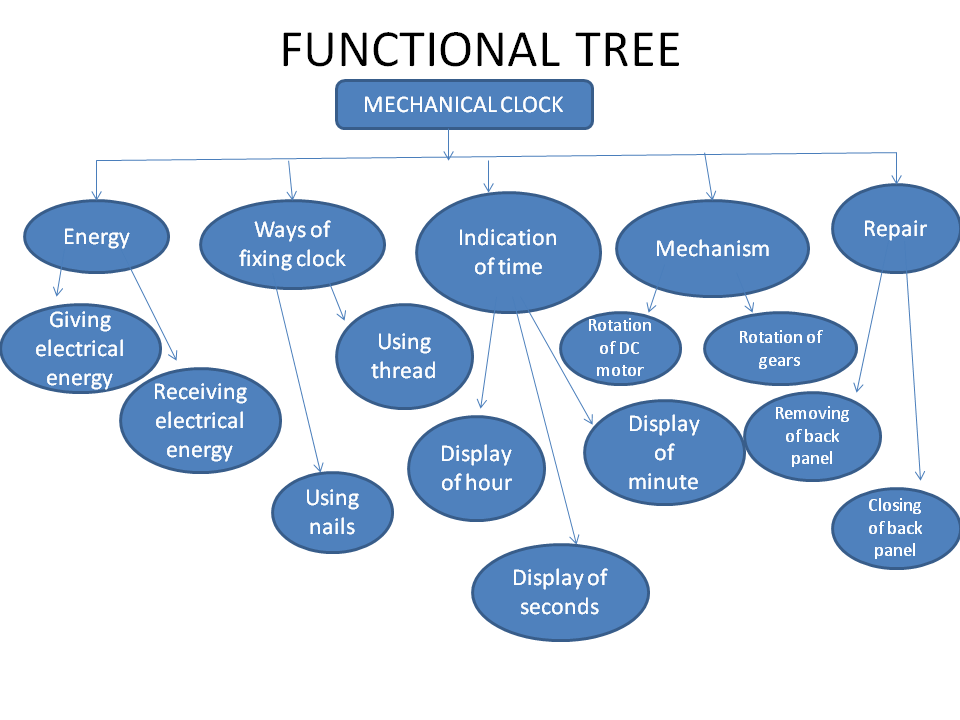 FUNCTIONAL TREE
MECHANICAL CLOCK
Energy
Ways of
fixing clock
Indication
of time
Mechanism
Repair
Giving
electrical
energy
Receiving
electrical
energy
Using
thread
Using
nails
Display
of hour
Display of
seconds
Display
of
minute
Rotation
of DC
motor
Rotation of
gears
Removing
of back
panel
Closing
of back
panel